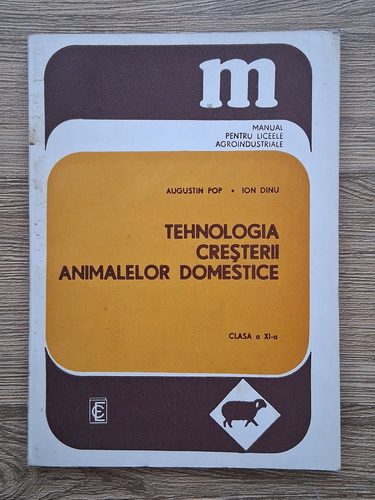 m
MANUAL
PENTRU LICEELE
AGROINDUSTRIALE
AUGUSTIN POP • ION DINU
TEHNOLOGIA
CREŞTERII
ANIMALELOR DOMESTICE
CLASA a XI-a